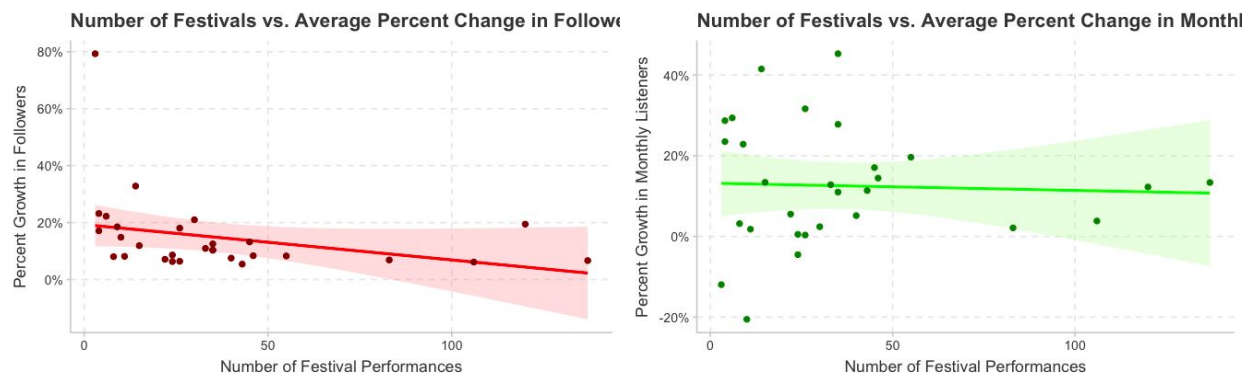 Number of Festivals vs. Average Percent Change in Followe
80%
60%
40%
20%
0%
Percent Growth in Followers
0
50
100
Number of Festival Performances
Number of Festivals vs. Average Percent Change in Monthl
40%
20%
0%
-20%
Percent Growth in Monthly Listeners
0
50
100
Number of Festival Performances